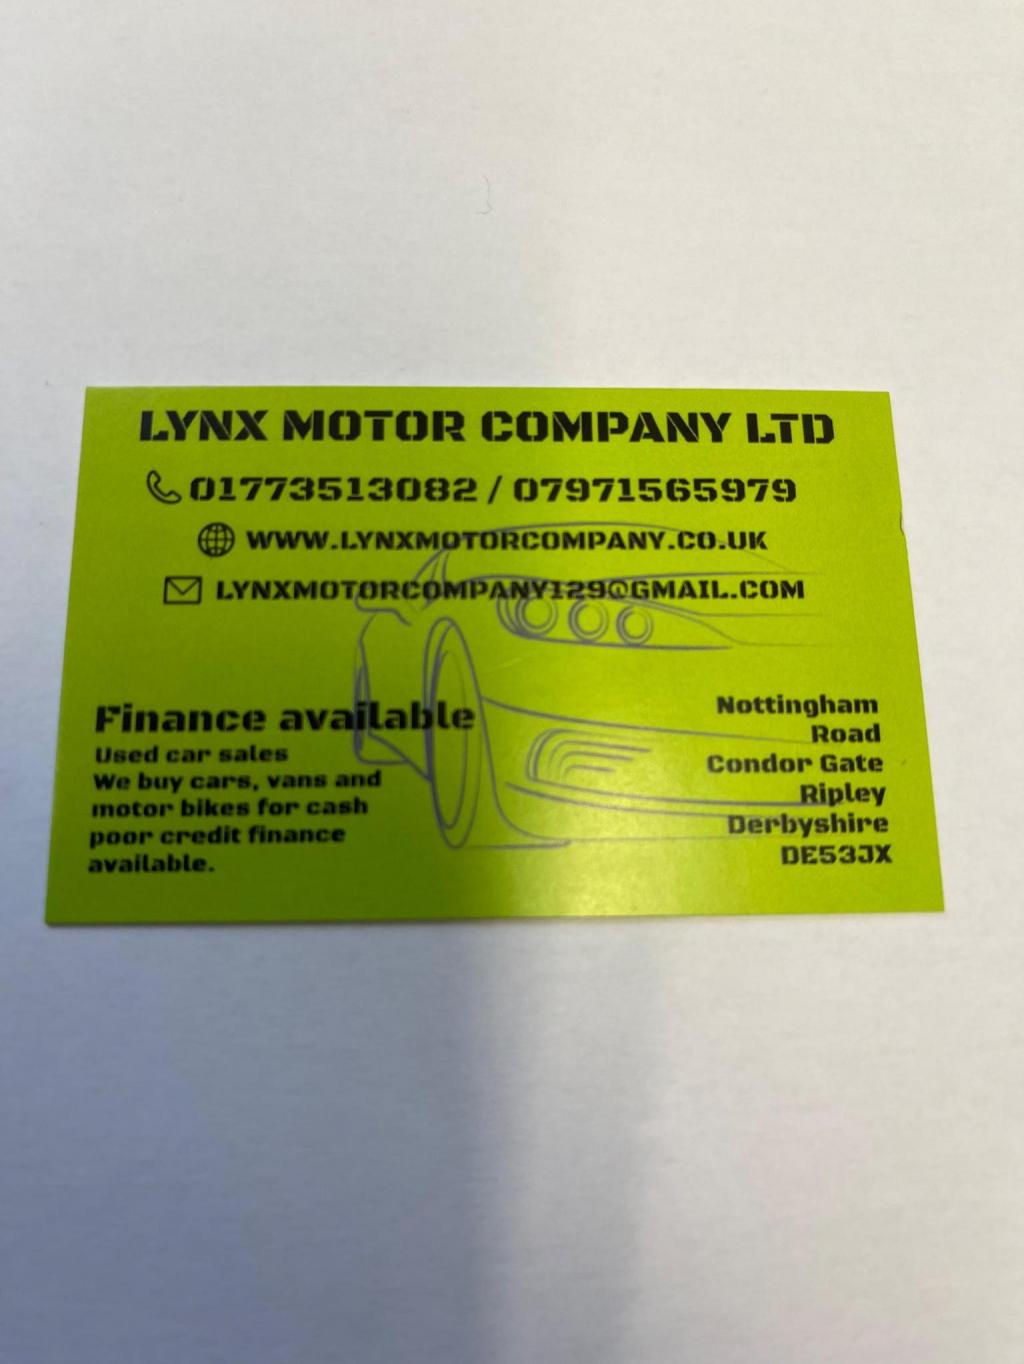 LYNX MOTOR COMPANY LTD
01773513082 / 07971565979
WWW.LYNXMOTORCOMPANY.CO.UK
LYNXMOTORCOMPANY129@GMAIL.COM
Finance available
Used car sales
We buy cars, vans and
motor bikes for cash
poor credit finance
available.
Nottingham
Road
Condor Gate
Ripley
Derbyshire
DE53JX